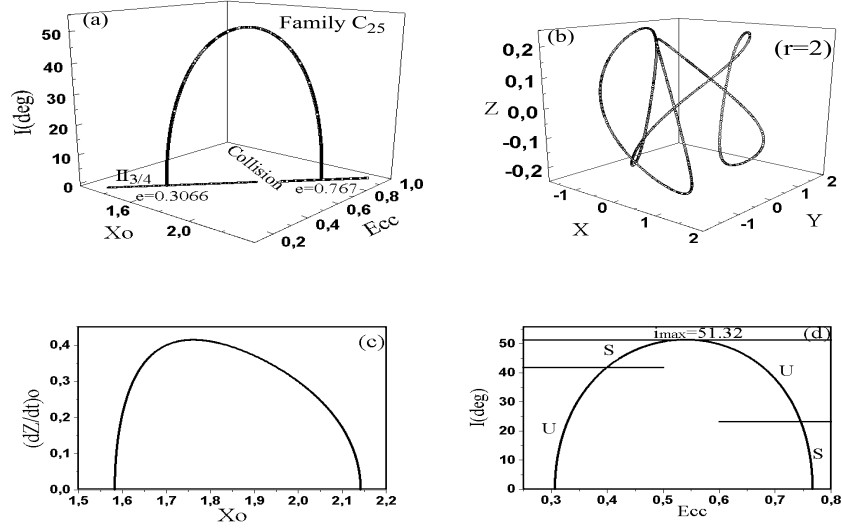 (a)
Family C25
I(deg)
50
40
30
20
10
0
II3/4
Collision
e=0.3066
e=0.767
1,6
2,0
Xo
0,2
0,4
0,6
0,8
1,0
Ecc
(b)
(r=2)
Z
0,2
0,1
0,0
-0,1
-0,2
-1
0
1
2
X
-1
0
1
2
Y
(c)
(dZ/dt)o
0,4
0,3
0,2
0,1
0,0
1,5 1,6 1,7 1,8 1,9 2,0 2,1 2,2
Xo
imax=51.32 (d)
I(deg)
50
40
30
20
10
0
S
U
U
S
0,3 0,4 0,5 0,6 0,7 0,8
Ecc